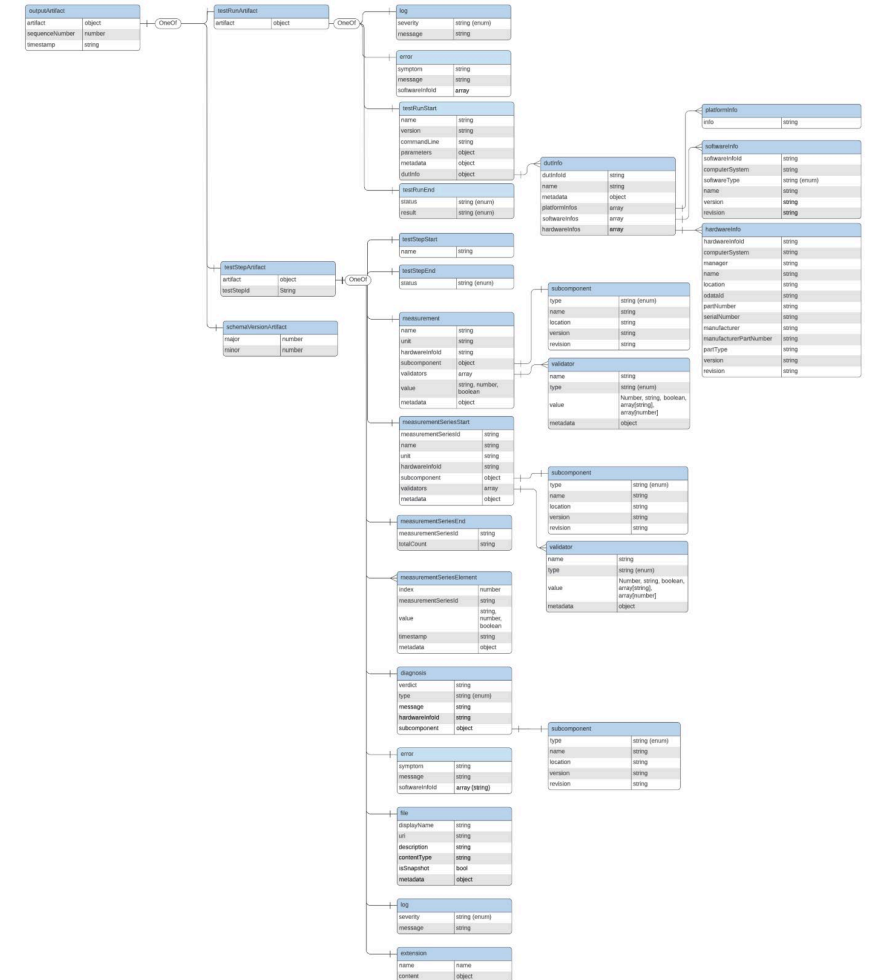 outputArtifact
artifact object
sequenceNumber number
timestamp string
OneOf
testRunArtifact
artifact object
OneOf
log
severity string (enum)
message string
error
symptom string
message string
softwareInfoId array
testRunStart
name string
version string
commandLine string
parameters object
metadata object
dutInfo object
testRunEnd
status string (enum)
result string (enum)
dutInfo
dutInfoId string
name string
metadata object
platformInfos array
softwareInfos array
hardwareInfos array
platformInfo
info string
softwareInfo
softwareInfoId string
computerSystem string
softwareType string (enum)
name string
version string
revision string
hardwareInfo
hardwareInfoId string
computerSystem string
manager string
name string
location string
odataId string
partNumber string
serialNumber string
manufacturer string
manufacturerPartNumber string
partType string
version string
revision string
testStepArtifact
artifact object
testStepId String
OneOf
schemaVersionArtifact
major number
minor number
testStepStart
name string
testStepEnd
status string (enum)
measurement
name string
unit string
hardwareInfoId string
subcomponent object
validators array
value string, number,
boolean
metadata object
subcomponent
type string (enum)
name string
location string
version string
revision string
validator
name string
type string (enum)
value Number, string, boolean,
array[string],
array[number]
metadata object
measurementSeriesStart
measurementSeriesId string
name string
unit string
hardwareInfoId string
subcomponent object
validators array
metadata object
subcomponent
type string (enum)
name string
location string
version string
revision string
validator
name string
type string (enum)
value Number, string, boolean,
array[string],
array[number]
metadata object
measurementSeriesEnd
measurementSeriesId string
totalCount string
measurementSeriesElement
index number
measurementSeriesId string
value string,
number,
boolean
timestamp string
metadata object
diagnosis
verdict string
type string (enum)
message string
hardwareInfoId string
subcomponent object
subcomponent
type string (enum)
name string
location string
version string
revision string
error
symptom string
message string
softwareInfoId array (string)
file
displayName string
uri string
description string
contentType string
isSnapshot bool
metadata object
log
severity string (enum)
message string
extension
name name
content object